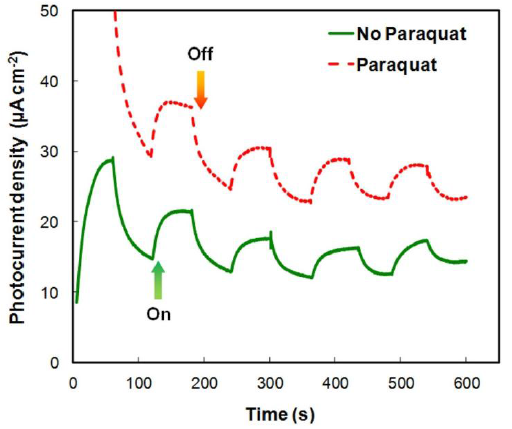 Photocurrent density (µA cm-2)
50
40
30
20
10
0
No Paraquat
Paraquat
Off
On
0 100 200 300 400 500 600
Time (s)